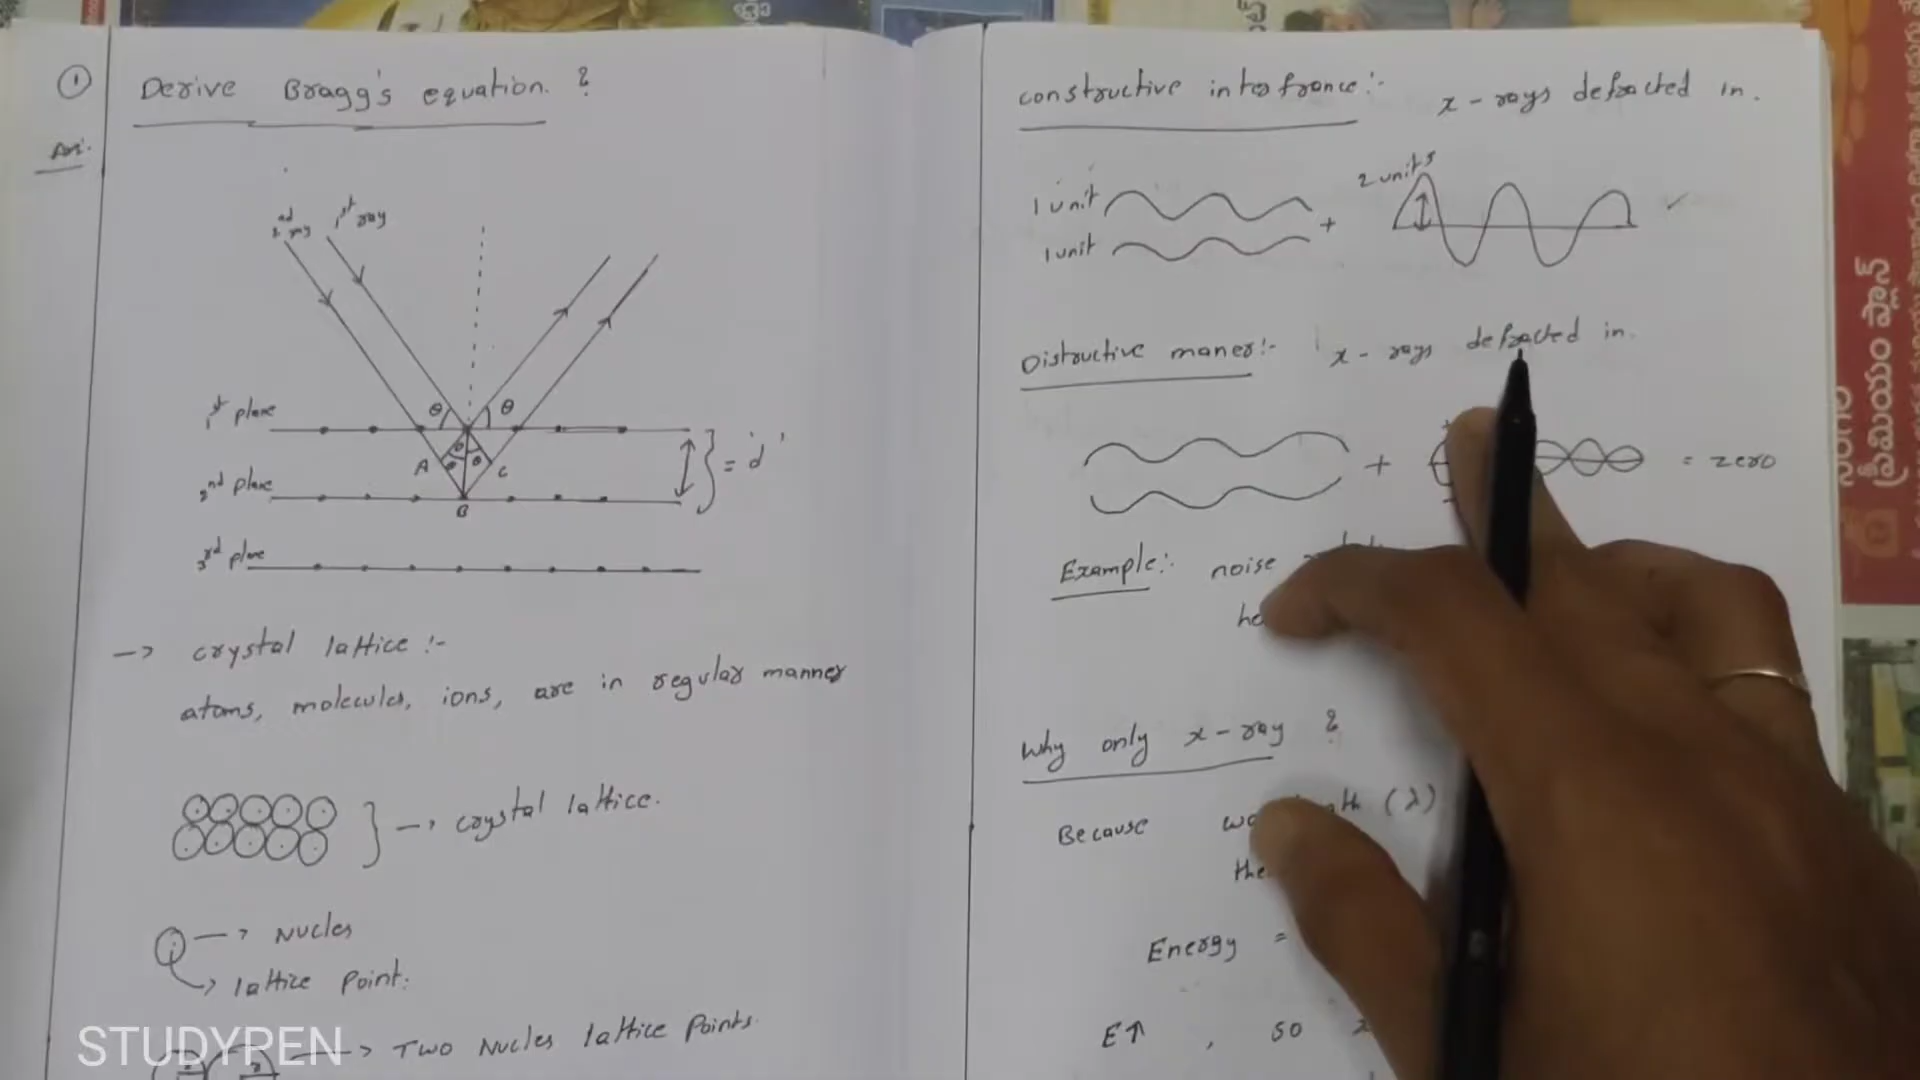 ①
Derive Bragg's equation. ?
Ans:
2nd ray
1st ray
θ θ
1st plane
A θ θ θ C
= 'd'
2nd plane
B
3rd plane
-> crystal lattice :-
atoms, molecules, ions, are in regular manner
-> crystal lattice.
-> Nucles
-> lattice point.
-> Two Nucles lattice Points.
STUDYPEN
constructive interfrance :-
x - rays defracted in.
2 units
1 unit
+
1 unit
Distructive maner :-
x - rays defracted in.
+ = zero
Example :- noise
Why only x - ray ?
Because (λ)
Energy =
E↑ , so
సంగం
ప్రీమియం ప్లాన్